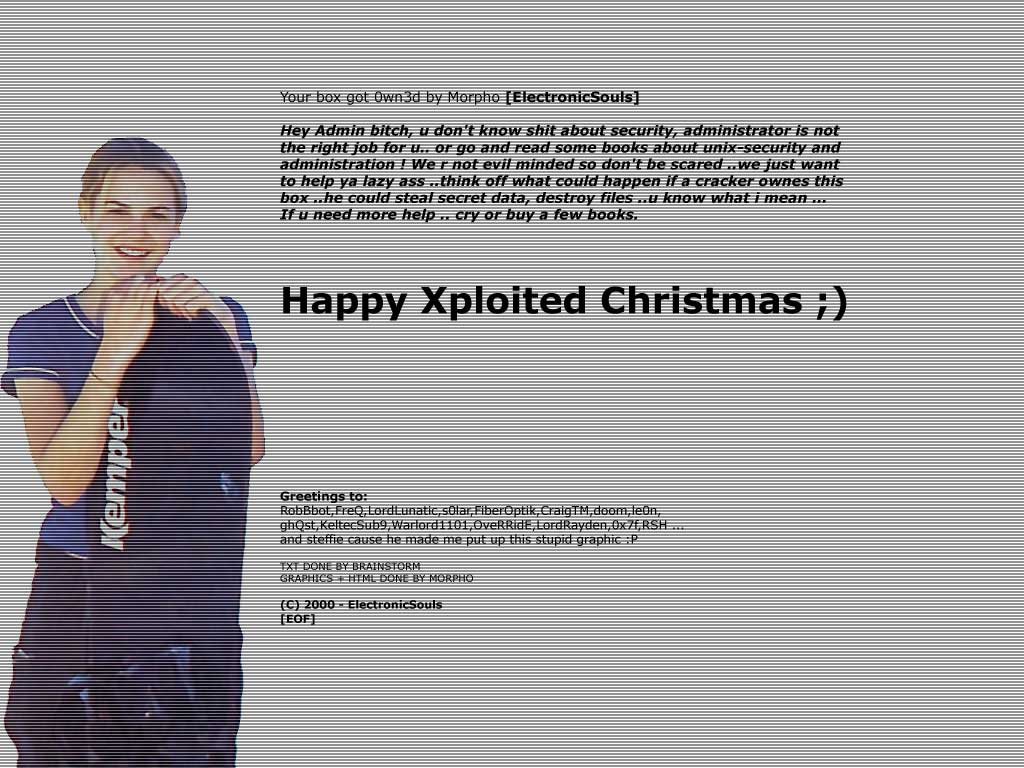 Your box got 0wn3d by Morpho [ElectronicSouls]
Hey Admin bitch, u don't know shit about security, administrator is not
the right job for u.. or go and read some books about unix-security and
administration ! We r not evil minded so don't be scared ..we just want
to help ya lazy ass ..think off what could happen if a cracker ownes this
box ..he could steal secret data, destroy files ..u know what i mean ...
If u need more help .. cry or buy a few books.
Happy Xploited Christmas ;)
Kemper
Greetings to:
RobBbot,FreQ,LordLunatic,s0lar,FiberOptik,CraigTM,doom,le0n,
ghQst,KeltecSub9,Warlord1101,OveRRidE,LordRayden,0x7f,RSH ...
and steffie cause he made me put up this stupid graphic :P
TXT DONE BY BRAINSTORM
GRAPHICS + HTML DONE BY MORPHO
(C) 2000 - ElectronicSouls
[EOF]